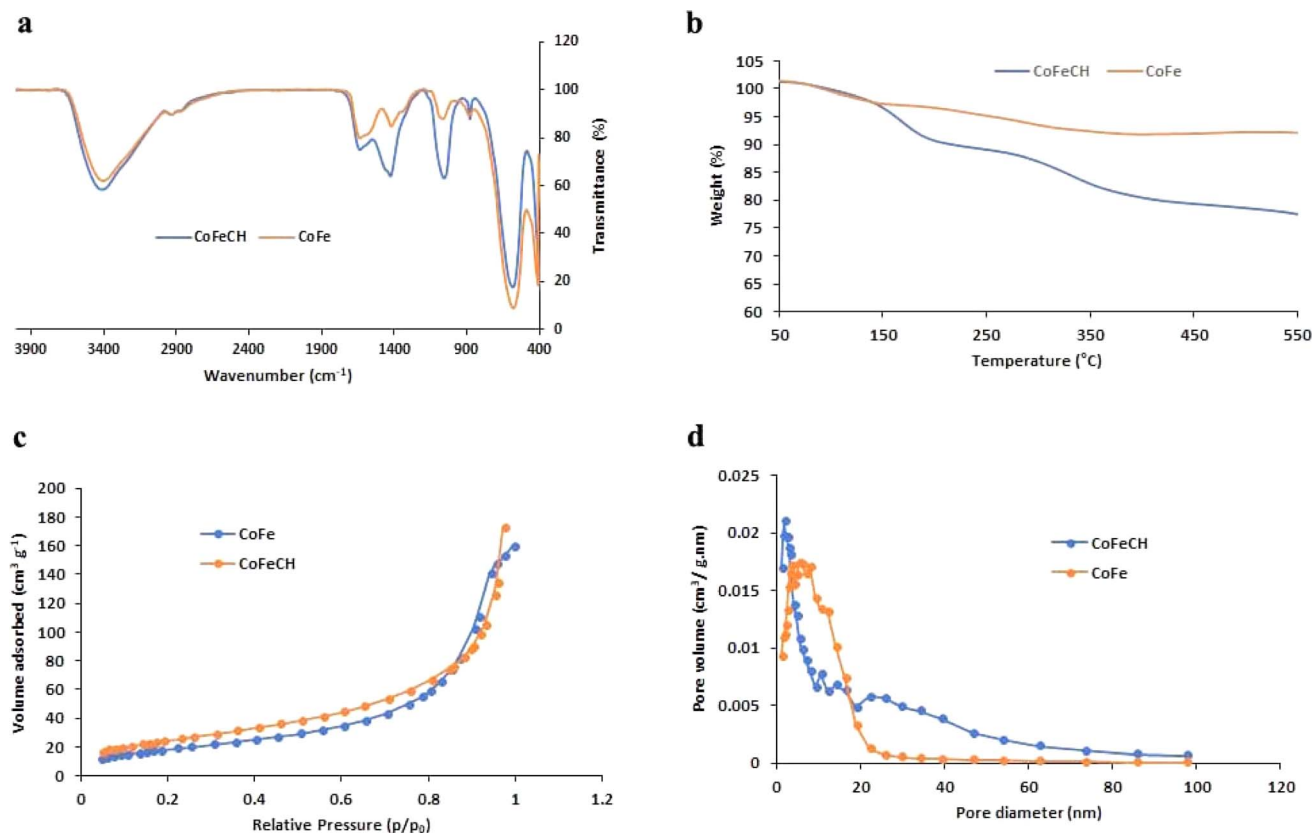 a
120
100
80
60
40
20
0
Transmittance (%)
CoFeCH CoFe
3900 3400 2900 2400 1900 1400 900 400
Wavenumber (cm⁻¹)
b
105
100
95
90
85
80
75
70
65
60
Weight (%)
CoFeCH CoFe
50 150 250 350 450 550
Temperature (°C)
c
200
180
160
140
120
100
80
60
40
20
0
Volume adsorbed (cm³ g⁻¹)
CoFe
CoFeCH
0 0.2 0.4 0.6 0.8 1 1.2
Relative Pressure (p/p₀)
d
0.025
0.02
0.015
0.01
0.005
0
Pore volume (cm³/ g.nm)
CoFeCH
CoFe
0 20 40 60 80 100 120
Pore diameter (nm)